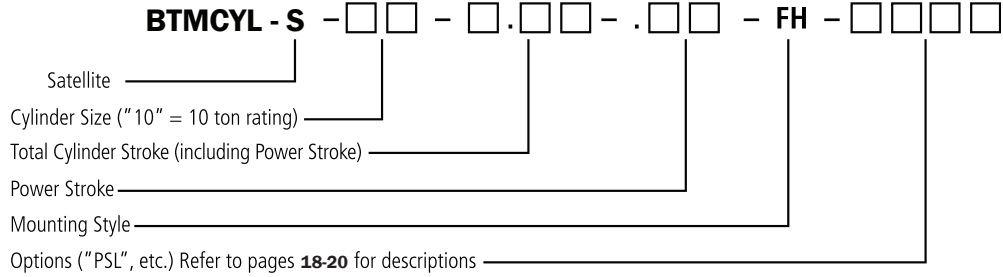 BTMCYL - S - □□ - □.□□ - .□□ - FH - □□□□
Satellite
Cylinder Size ("10" = 10 ton rating)
Total Cylinder Stroke (including Power Stroke)
Power Stroke
Mounting Style
Options ("PSL", etc.) Refer to pages 18-20 for descriptions